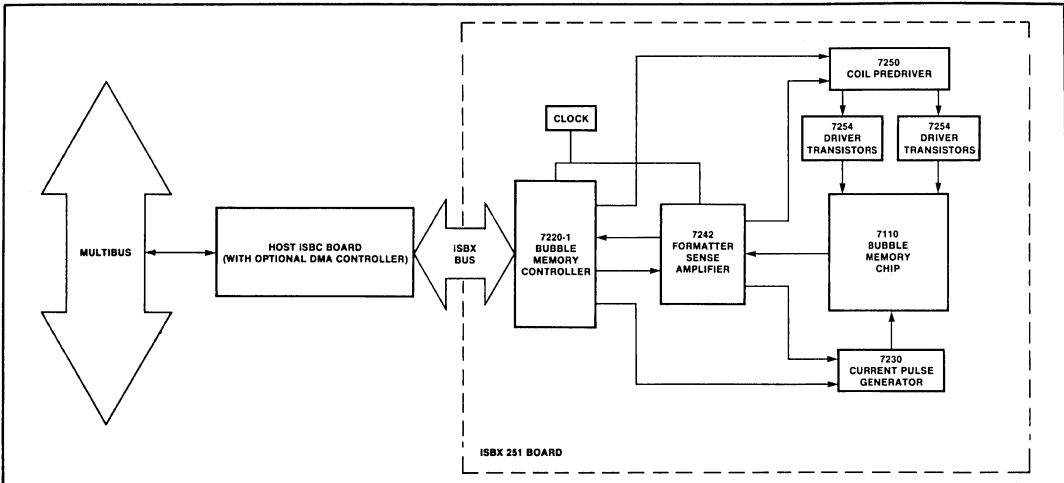 MULTIBUS
HOST iSBC BOARD
(WITH OPTIONAL DMA CONTROLLER)
iSBX
BUS
CLOCK
7220-1
BUBBLE
MEMORY
CONTROLLER
7242
FORMATTER
SENSE
AMPLIFIER
7250
COIL PREDRIVER
7254
DRIVER
TRANSISTORS
7254
DRIVER
TRANSISTORS
7110
BUBBLE
MEMORY
CHIP
7230
CURRENT PULSE
GENERATOR
iSBX 251 BOARD